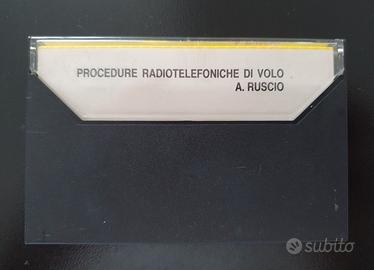 PROCEDURE RADIOTELEFONICHE DI VOLO
A. RUSCIO
subito